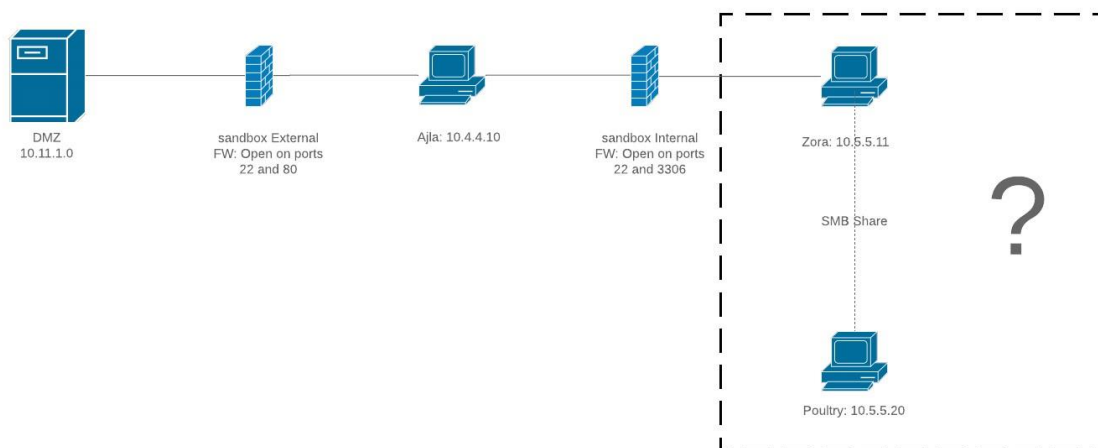 DMZ
10.11.1.0
sandbox External
FW: Open on ports
22 and 80
Ajla: 10.4.4.10
sandbox Internal
FW: Open on ports
22 and 3306
Zora: 10.5.5.11
?
SMB Share
Poultry: 10.5.5.20